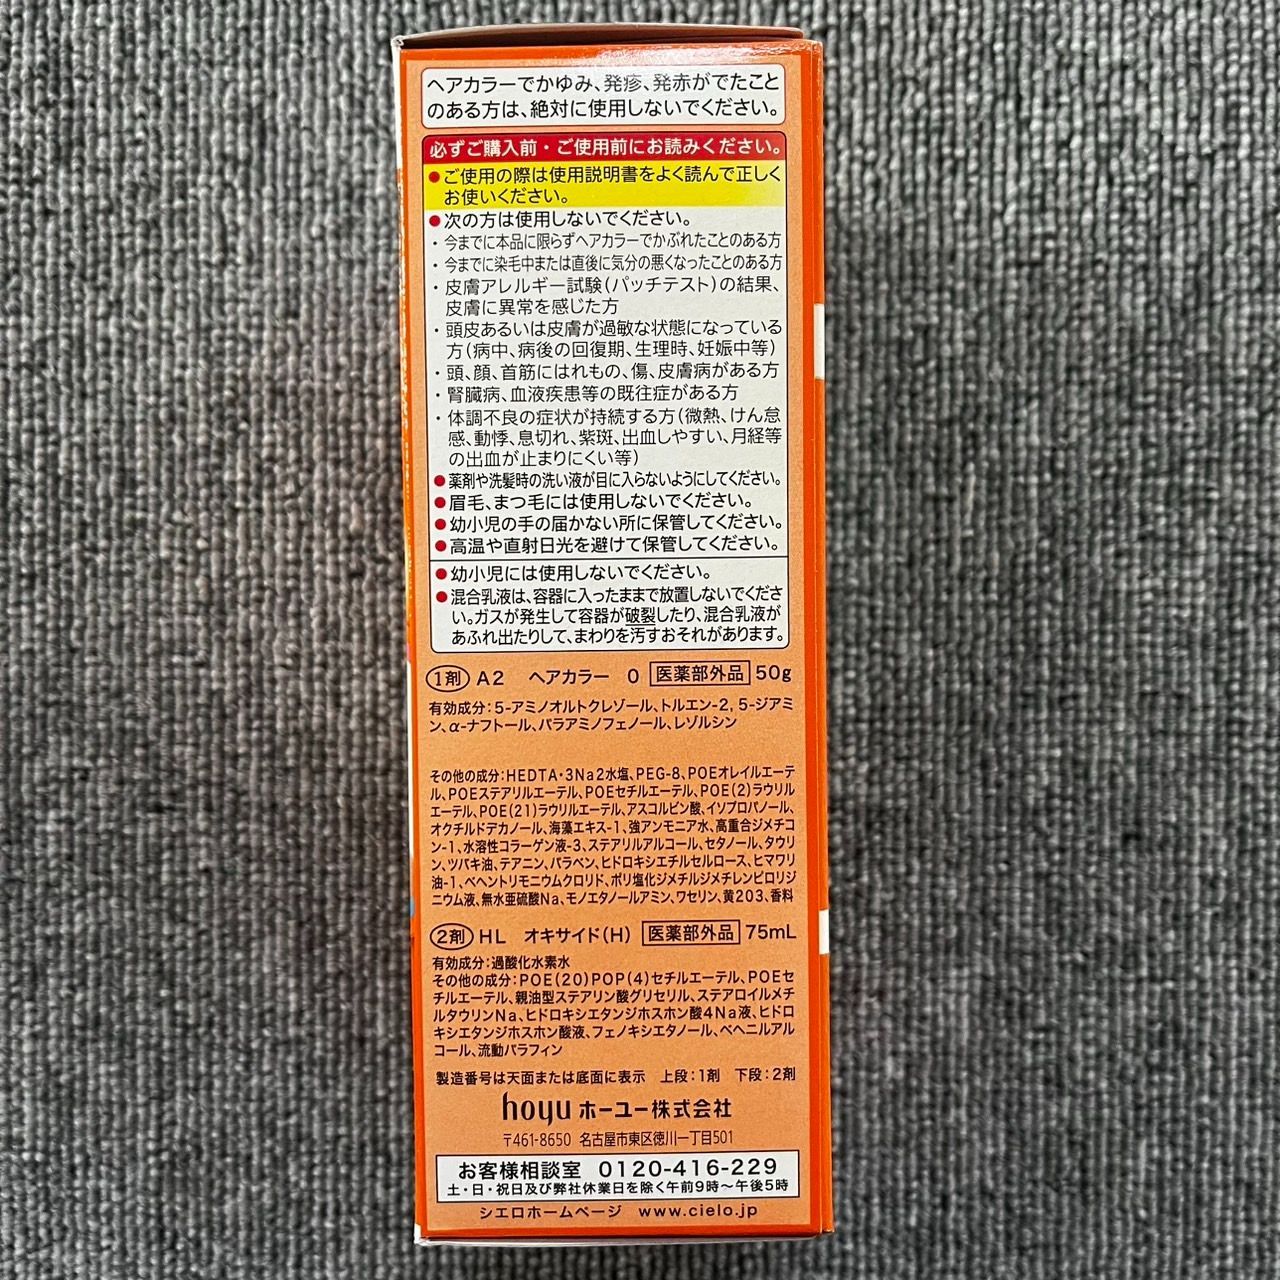 ヘアカラーでかゆみ、発疹、発赤がでたこと
のある方は、絶対に使用しないでください。
必ずご購入前・ご使用前にお読みください。
●ご使用の際は使用説明書をよく読んで正しく
お使いください。
●次の方は使用しないでください。
・今までに本品に限らずヘアカラーでかぶれたことのある方
・今までに染毛中または直後に気分の悪くなったことのある方
・皮膚アレルギー試験(パッチテスト)の結果、
皮膚に異常を感じた方
・頭皮あるいは皮膚が過敏な状態になっている
方(病中、病後の回復期、生理時、妊娠中等)
・頭、顔、首筋にはれもの、傷、皮膚病がある方
・腎臓病、血液疾患等の既往症がある方
・体調不良の症状が持続する方(微熱、けん怠
感、動悸、息切れ、紫斑、出血しやすい、月経等
の出血が止まりにくい等)
●薬剤や洗髪時の洗い液が目に入らないようにしてください。
●眉毛、まつ毛には使用しないでください。
●幼小児の手の届かない所に保管してください。
●高温や直射日光を避けて保管してください。
●幼小児には使用しないでください。
●混合乳液は、容器に入ったままで放置しないでくださ
い。ガスが発生して容器が破裂したり、混合乳液が
あふれ出たりして、まわりを汚すおそれがあります。
1剤 A2 ヘアカラー 0 医薬部外品 50g
有効成分:5-アミノオルトクレゾール、トルエン-2, 5-ジアミ
ン、α-ナフトール、パラアミノフェノール、レゾルシン
その他の成分:HEDTA・3Na2水塩、PEG-8、POEオレイルエーテ
ル、POEステアリルエーテル、POEセチルエーテル、POE(2)ラウリル
エーテル、POE(21)ラウリルエーテル、アスコルビン酸、イソプロパノール、
オクチルドデカノール、海藻エキス-1、強アンモニア水、高重合ジメチコ
ン-1、水溶性コラーゲン液-3、ステアリルアルコール、セタノール、タウリ
ン、ツバキ油、テアニン、パラベン、ヒドロキシエチルセルロース、ヒマワリ
油-1、ベヘントリモニウムクロリド、ポリ塩化ジメチルジメチレンピロリジ
ニウム液、無水亜硫酸Na、モノエタノールアミン、ワセリン、黄203、香料
2剤 HL オキサイド(H) 医薬部外品 75mL
有効成分:過酸化水素水
その他の成分:POE(20)POP(4)セチルエーテル、POEセ
チルエーテル、親油型ステアリン酸グリセリル、ステアロイルメチ
ルタウリンNa、ヒドロキシエタンジホスホン酸4Na液、ヒドロ
キシエタンジホスホン酸液、フェノキシエタノール、ベヘニルアル
コール、流動パラフィン
製造番号は天面または底面に表示 上段:1剤 下段:2剤
hoyu ホーユー株式会社
〒461-8650 名古屋市東区徳川一丁目501
お客様相談室 0120-416-229
土・日・祝日及び弊社休業日を除く午前9時〜午後5時
シエロホームページ www.cielo.jp